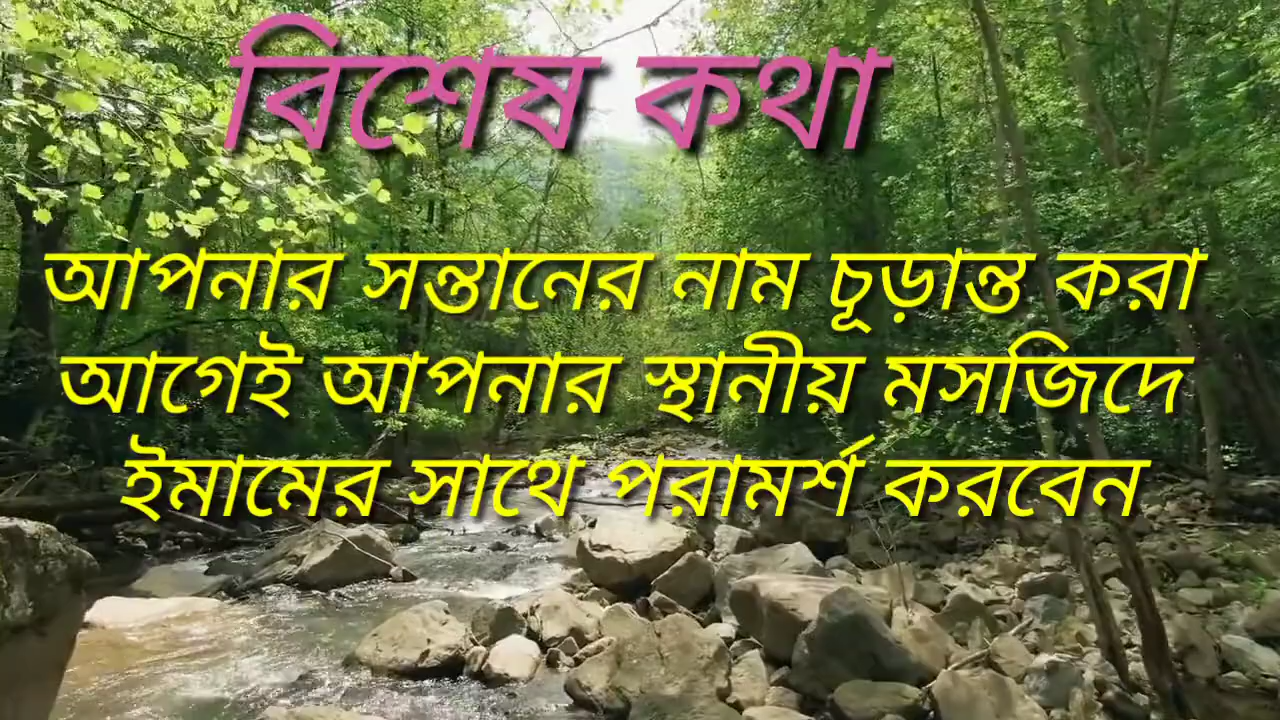 বিশেষ কথা
আপনার সন্তানের নাম চূড়ান্ত করা
আগেই আপনার স্থানীয় মসজিদে
ইমামের সাথে পরামর্শ করবেন